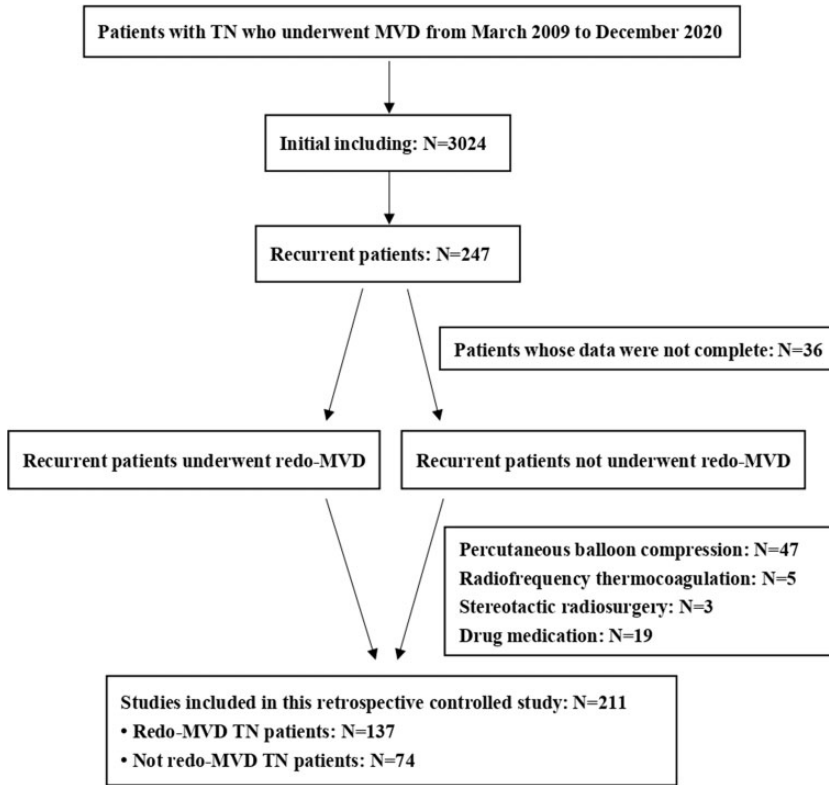 Patients with TN who underwent MVD from March 2009 to December 2020
Initial including: N=3024
Recurrent patients: N=247
Patients whose data were not complete: N=36
Recurrent patients underwent redo-MVD
Recurrent patients not underwent redo-MVD
Percutaneous balloon compression: N=47
Radiofrequency thermocoagulation: N=5
Stereotactic radiosurgery: N=3
Drug medication: N=19
Studies included in this retrospective controlled study: N=211
• Redo-MVD TN patients: N=137
• Not redo-MVD TN patients: N=74